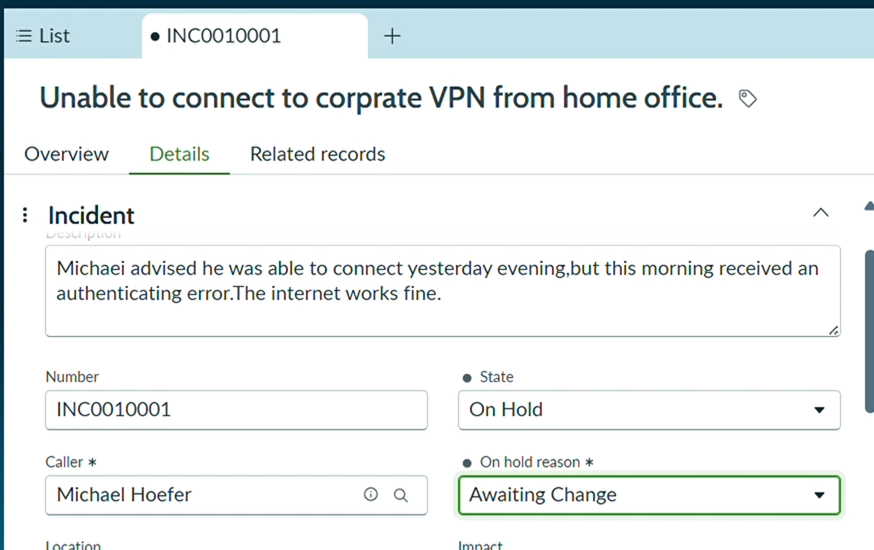 List
INC0010001
Unable to connect to corprate VPN from home office.
Overview
Details
Related records
Incident
Description
Michaei advised he was able to connect yesterday evening,but this morning received an
authenticating error.The internet works fine.
Number
INC0010001
State
On Hold
Caller *
Michael Hoefer
On hold reason *
Awaiting Change
Location
Impact